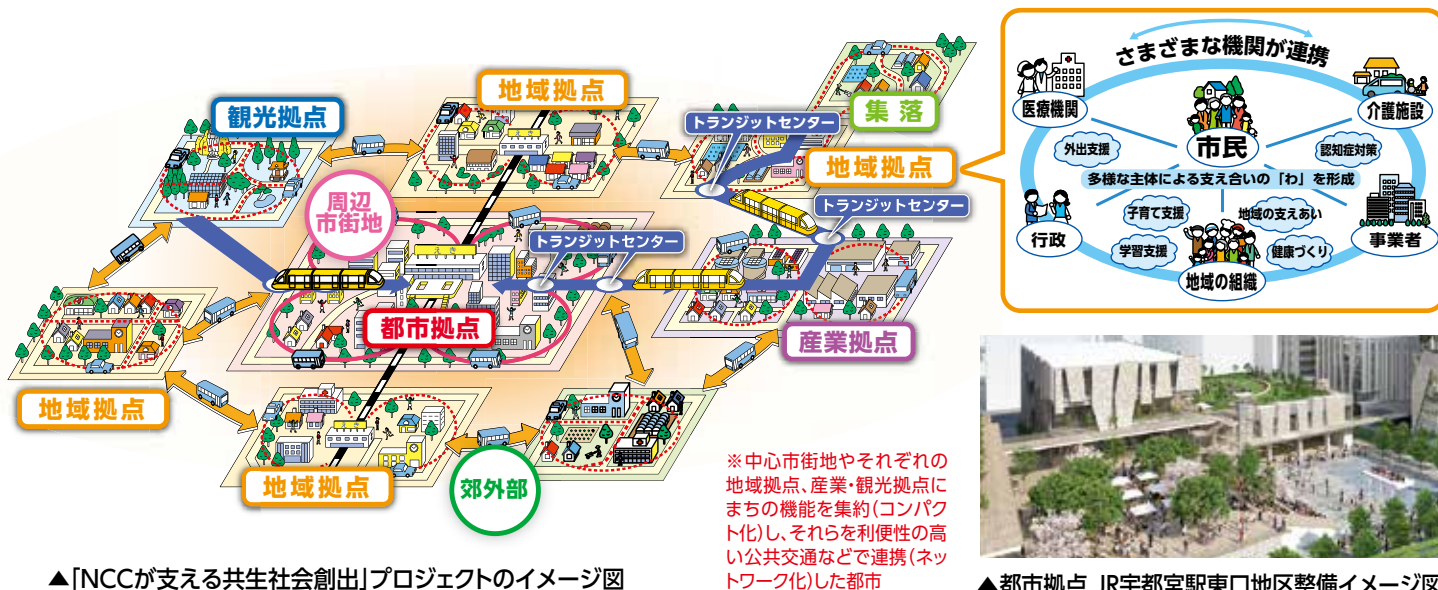 地域拠点
観光拠点
集落
トランジットセンター
地域拠点
トランジットセンター
周辺
市街地
えき
トランジットセンター
都市拠点
産業拠点
地域拠点
地域拠点
郊外部
さまざまな機関が連携
医療機関
介護施設
市民
外出支援
認知症対策
多様な主体による支え合いの「わ」を形成
子育て支援
地域の支えあい
行政
事業者
学習支援
健康づくり
地域の組織
※中心市街地やそれぞれの
地域拠点、産業・観光拠点に
まちの機能を集約(コンパク
ト化)し、それらを利便性の高
い公共交通などで連携(ネッ
トワーク化)した都市
▲「NCCが支える共生社会創出」プロジェクトのイメージ図
▲都市拠点 JR宇都宮駅東口地区整備イメージ図